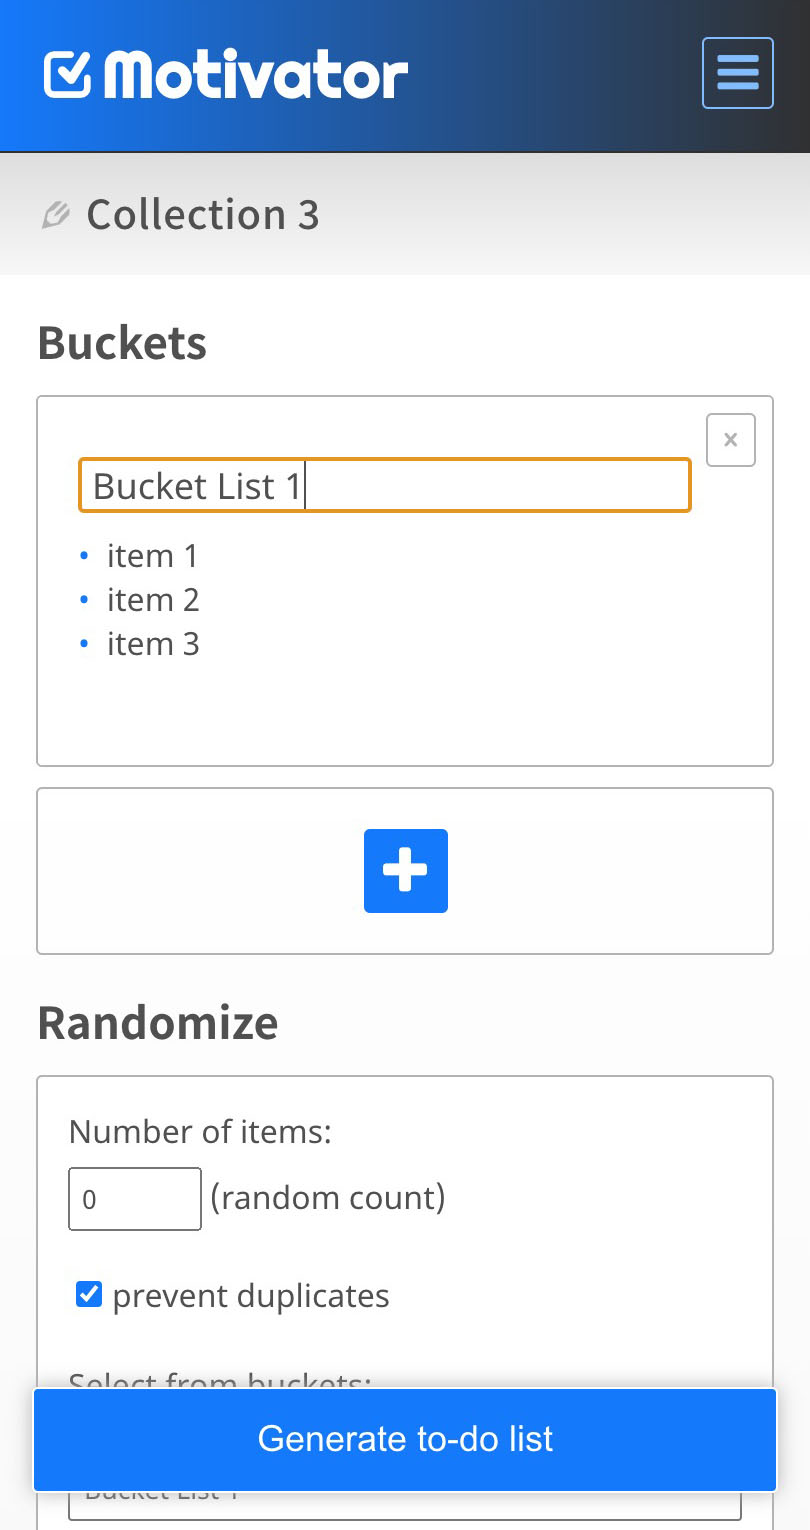 Motivator
Collection 3
Buckets
×
Bucket List 1
• item 1
• item 2
• item 3
Randomize
Number of items:
0 (random count)
prevent duplicates
Select from buckets:
Generate to-do list
Bucket List 1